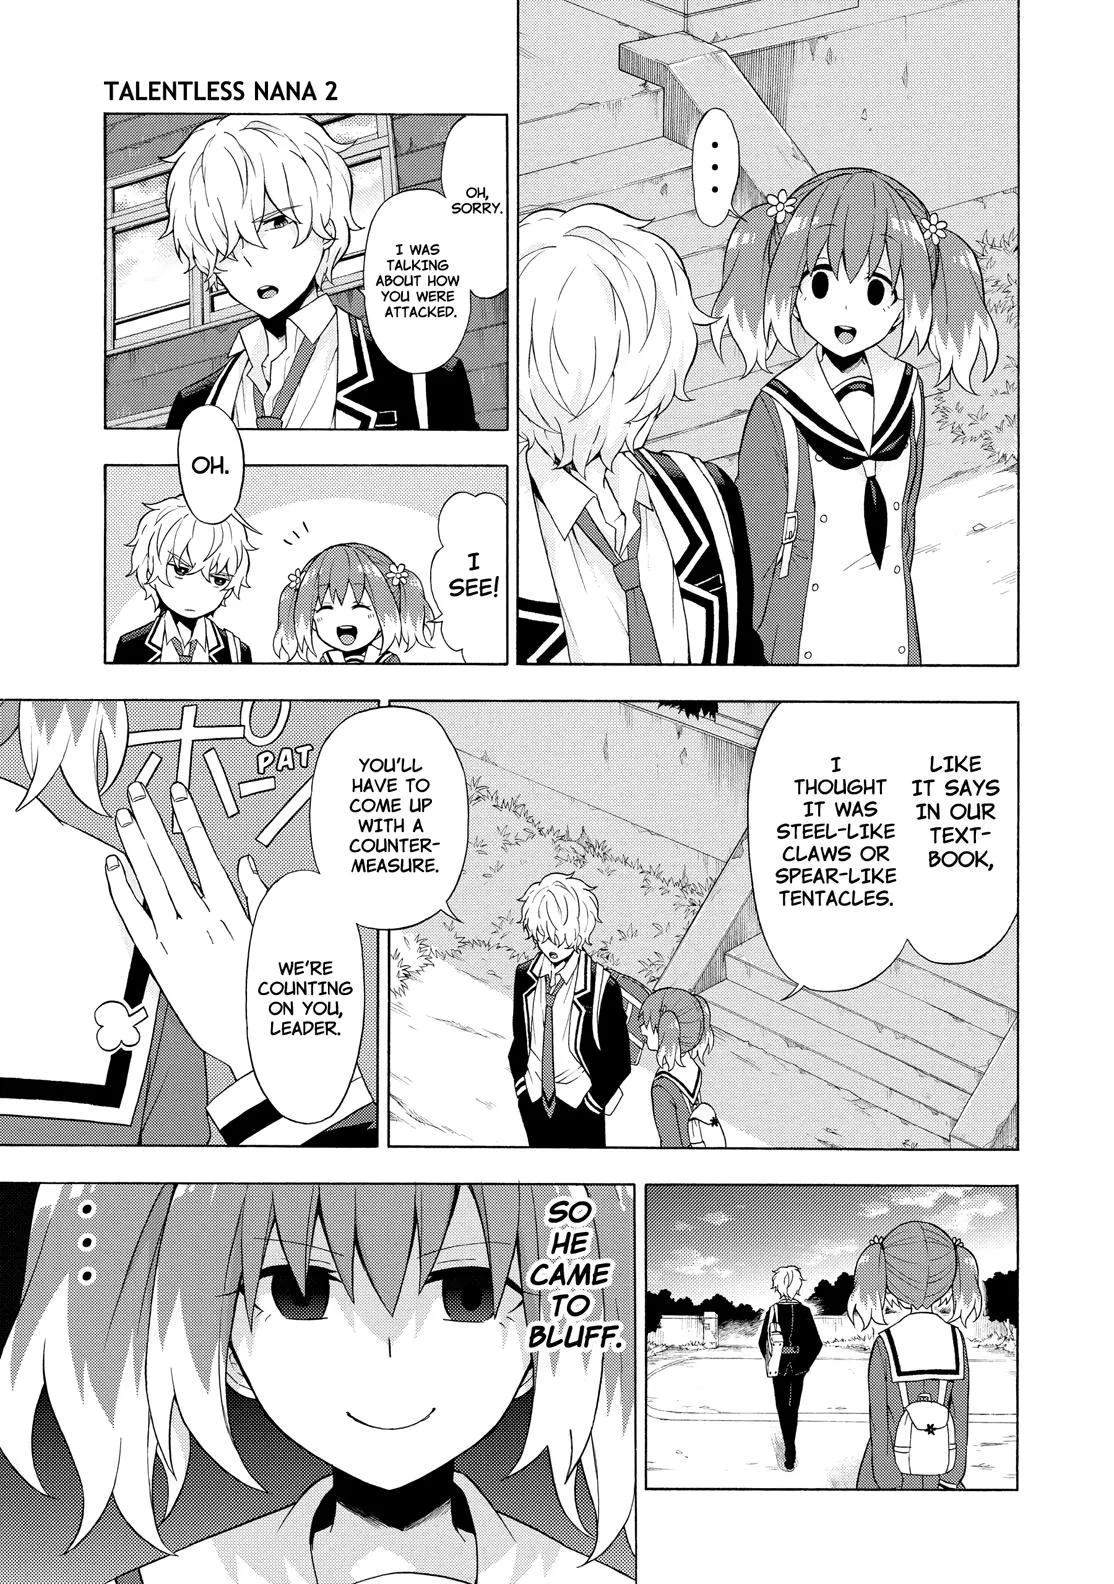 TALENTLESS NANA 2
...
OH,
SORRY.
I WAS
TALKING
ABOUT HOW
YOU WERE
ATTACKED.
I
SEE!
OH.
LIKE
IT SAYS
IN OUR
TEXT-
BOOK,
I
THOUGHT
IT WAS
STEEL-LIKE
CLAWS OR
SPEAR-LIKE
TENTACLES.
YOU'LL
HAVE TO
COME UP
WITH A
COUNTER-
MEASURE.
WE'RE
COUNTING
ON YOU,
LEADER.
ポン
PAT
SO
HE
CAME
TO
BLUFF.
...